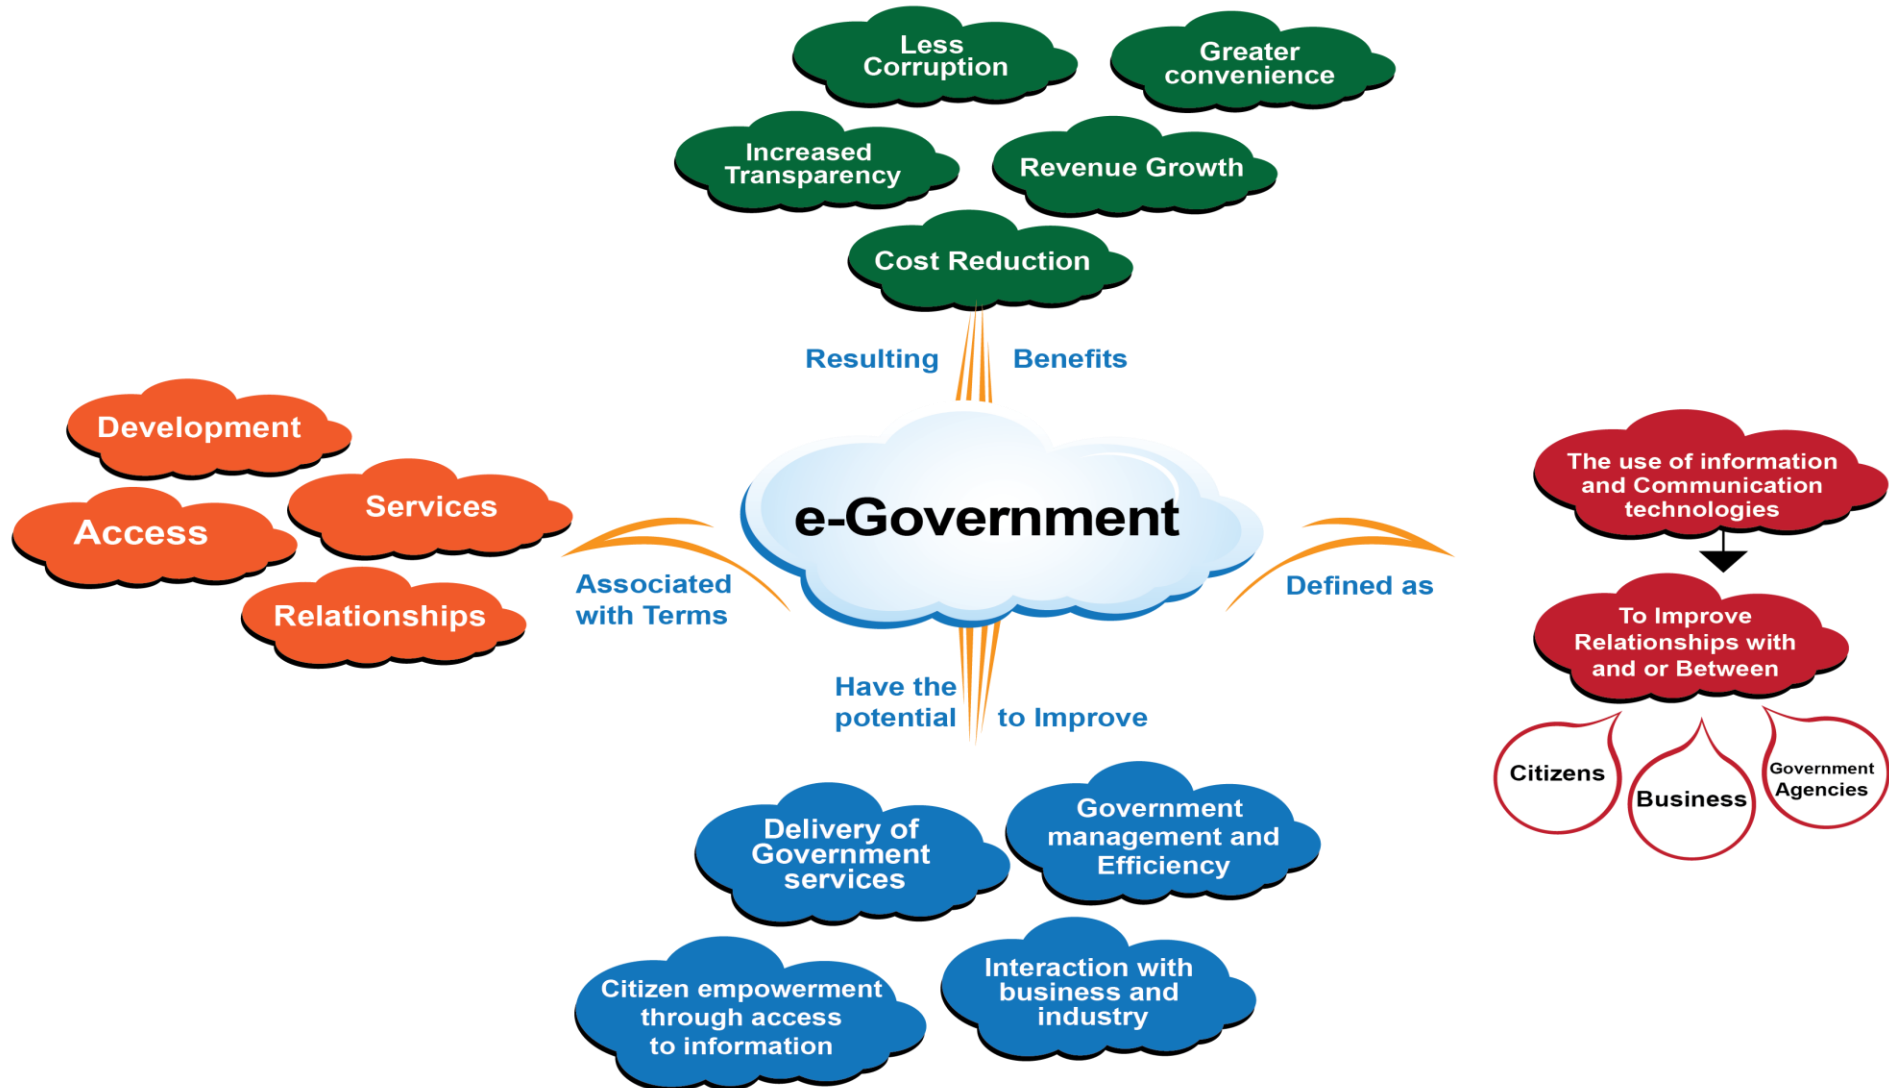 Less
Corruption
Greater
convenience
Increased
Transparency
Revenue Growth
Cost Reduction
Resulting Benefits
Development
Services
Access
Relationships
Associated
with Terms
e-Government
Defined as
The use of information
and Communication
technologies
To Improve
Relationships with
and or Between
Citizens
Business
Government
Agencies
Have the
potential to Improve
Delivery of
Government
services
Government
management and
Efficiency
Citizen empowerment
through access
to information
Interaction with
business and
industry